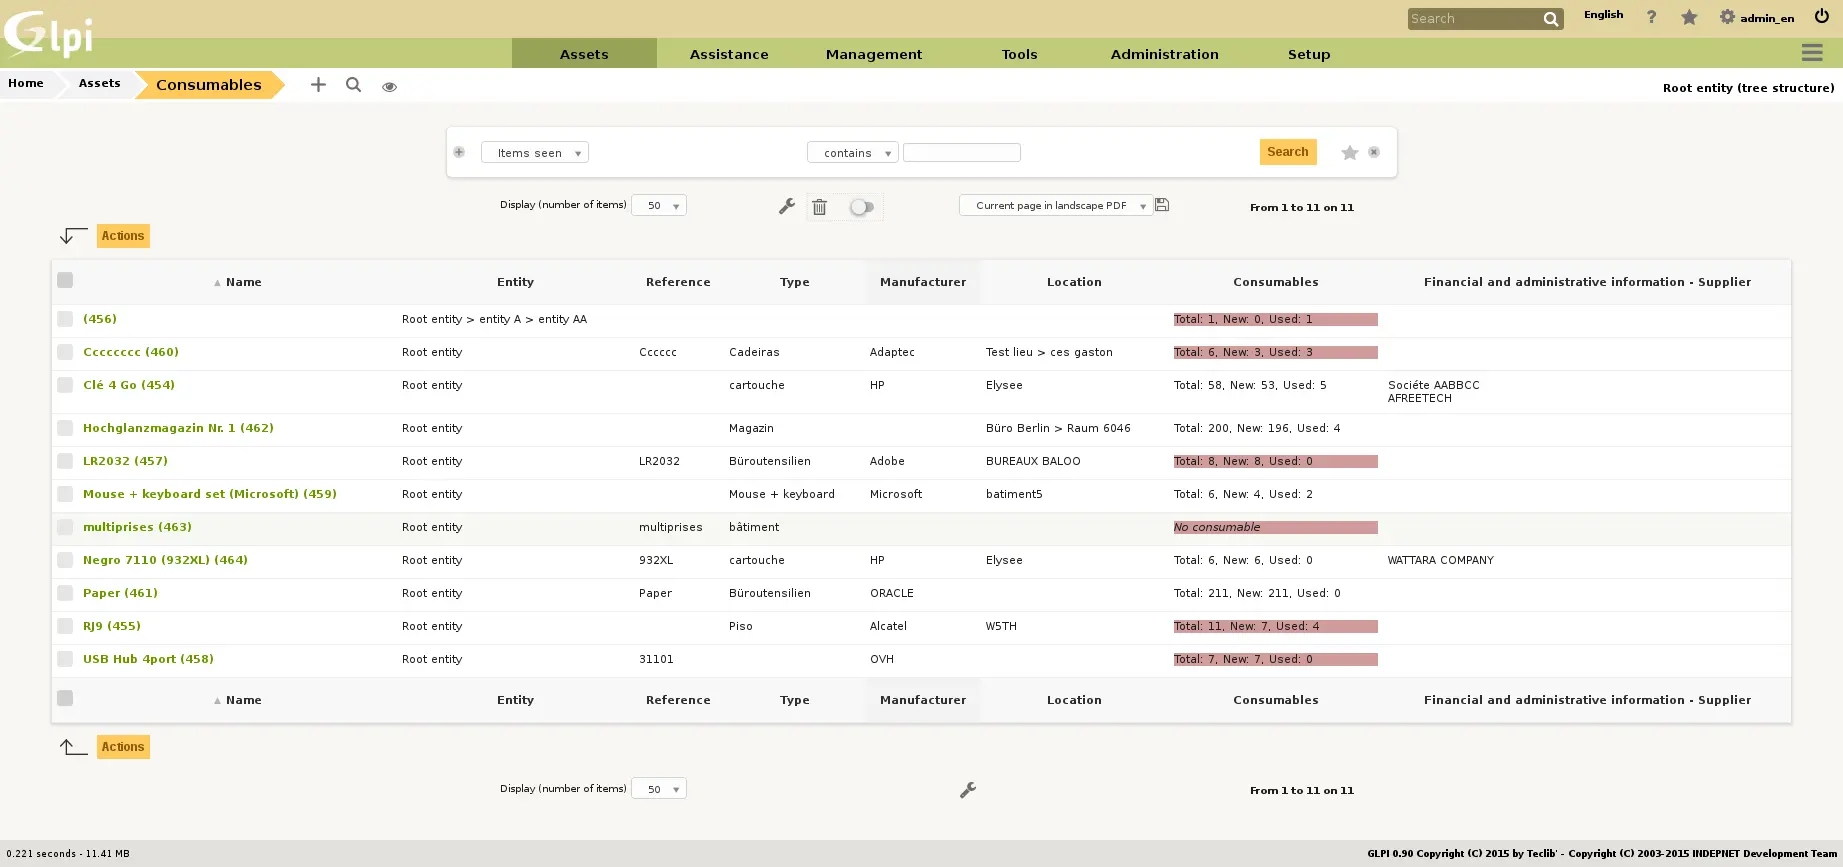 Glpi
Search English ? admin_en
Assets Assistance Management Tools Administration Setup
Home Assets Consumables Root entity (tree structure)
Items seen contains Search
Display (number of items) 50 Current page in landscape PDF From 1 to 11 on 11
Actions
Name Entity Reference Type Manufacturer Location Consumables Financial and administrative information - Supplier
(456) Root entity > entity A > entity AA Total: 1, New: 0, Used: 1
Cccccccc (460) Root entity Cccccc Cadeiras Adaptec Test lieu > ces gaston Total: 6, New: 3, Used: 3
Clé 4 Go (454) Root entity cartouche HP Elysee Total: 58, New: 53, Used: 5 Sociéte AABBCC
AFREETECH
Hochglanzmagazin Nr. 1 (462) Root entity Magazin Büro Berlin > Raum 6046 Total: 200, New: 196, Used: 4
LR2032 (457) Root entity LR2032 Büroutensilien Adobe BUREAUX BALOO Total: 8, New: 8, Used: 0
Mouse + keyboard set (Microsoft) (459) Root entity Mouse + keyboard Microsoft batiment5 Total: 6, New: 4, Used: 2
multiprises (463) Root entity multiprises bâtiment No consumable
Negro 7110 (932XL) (464) Root entity 932XL cartouche HP Elysee Total: 6, New: 6, Used: 0 WATTARA COMPANY
Paper (461) Root entity Paper Büroutensilien ORACLE Total: 211, New: 211, Used: 0
RJ9 (455) Root entity Piso Alcatel W5TH Total: 11, New: 7, Used: 4
USB Hub 4port (458) Root entity 31101 OVH Total: 7, New: 7, Used: 0
Name Entity Reference Type Manufacturer Location Consumables Financial and administrative information - Supplier
Actions
Display (number of items) 50 From 1 to 11 on 11
0.221 seconds - 11.41 MB GLPI 0.90 Copyright (C) 2015 by Teclib' - Copyright (C) 2003-2015 INDEPNET Development Team